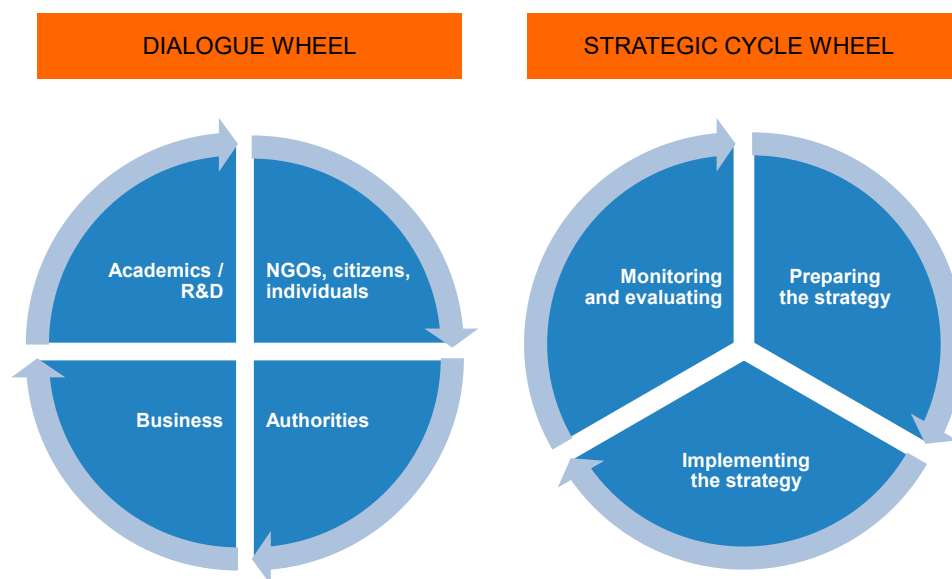 DIALOGUE WHEEL
STRATEGIC CYCLE WHEEL
Academics /
R&D
NGOs, citizens,
individuals
Business
Authorities
Monitoring
and evaluating
Preparing
the strategy
Implementing
the strategy